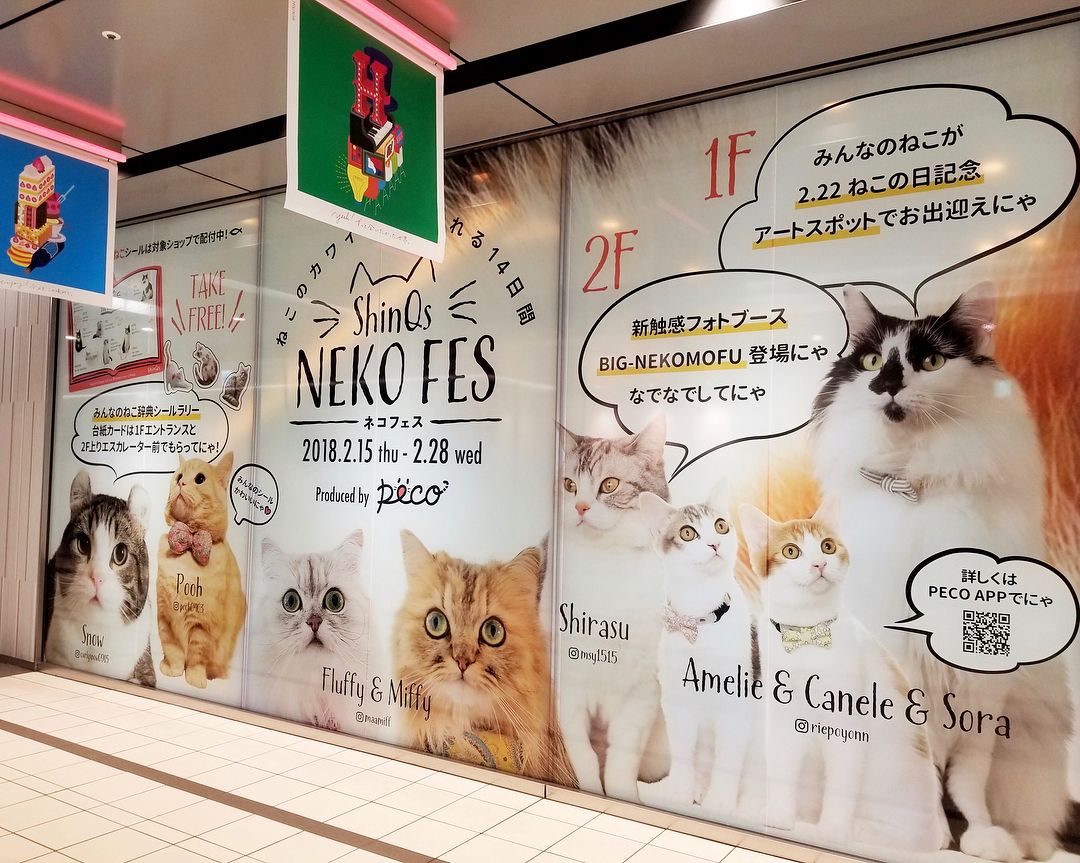 ねこシールは対象ショップで配付中!
TAKE
FREE!
みんなのねこ辞典シールラリー
台紙カードは1Fエントランスと
2F上りエスカレーター前でもらってにゃ!
みんなのシール
かわいいにゃ
Snow
Pooh
H
yeah!
ねこのカワイ
れる14日間
ShinQs
NEKO FES
ネコフェス
2018.2.15 thu - 2.28 wed
Produced by peco
Fluffy & Miffy
maamiff
1F
みんなのねこが
2.22 ねこの日記念
アートスポットでお出迎えにゃ
2F
新触感フォトブース
BIG-NEKOMOFU 登場にゃ
なでなでしてにゃ
Shirasu
msy1515
Amelie & Canele & Sora
riepoyonn
詳しくは
PECO APPでにゃ